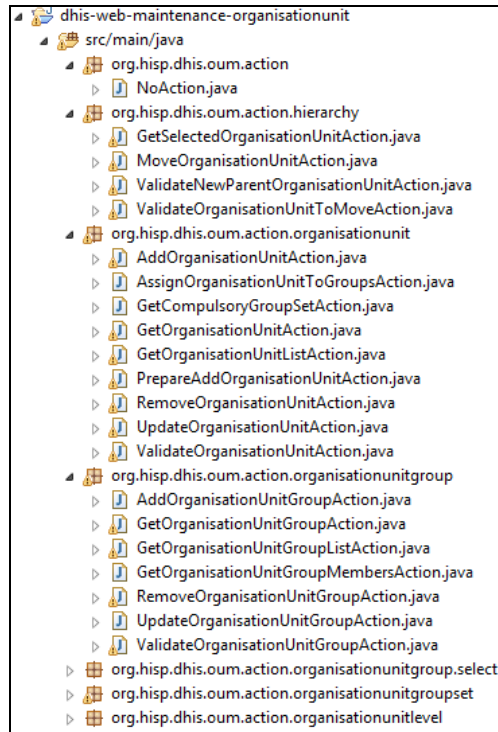 dhis-web-maintenance-organisationunit
src/main/java
org.hisp.dhis.oum.action
NoAction.java
org.hisp.dhis.oum.action.hierarchy
GetSelectedOrganisationUnitAction.java
MoveOrganisationUnitAction.java
ValidateNewParentOrganisationUnitAction.java
ValidateOrganisationUnitToMoveAction.java
org.hisp.dhis.oum.action.organisationunit
AddOrganisationUnitAction.java
AssignOrganisationUnitToGroupsAction.java
GetCompulsoryGroupSetAction.java
GetOrganisationUnitAction.java
GetOrganisationUnitListAction.java
PrepareAddOrganisationUnitAction.java
RemoveOrganisationUnitAction.java
UpdateOrganisationUnitAction.java
ValidateOrganisationUnitAction.java
org.hisp.dhis.oum.action.organisationunitgroup
AddOrganisationUnitGroupAction.java
GetOrganisationUnitGroupAction.java
GetOrganisationUnitGroupListAction.java
GetOrganisationUnitGroupMembersAction.java
RemoveOrganisationUnitGroupAction.java
UpdateOrganisationUnitGroupAction.java
ValidateOrganisationUnitGroupAction.java
org.hisp.dhis.oum.action.organisationunitgroup.select
org.hisp.dhis.oum.action.organisationunitgroupset
org.hisp.dhis.oum.action.organisationunitlevel